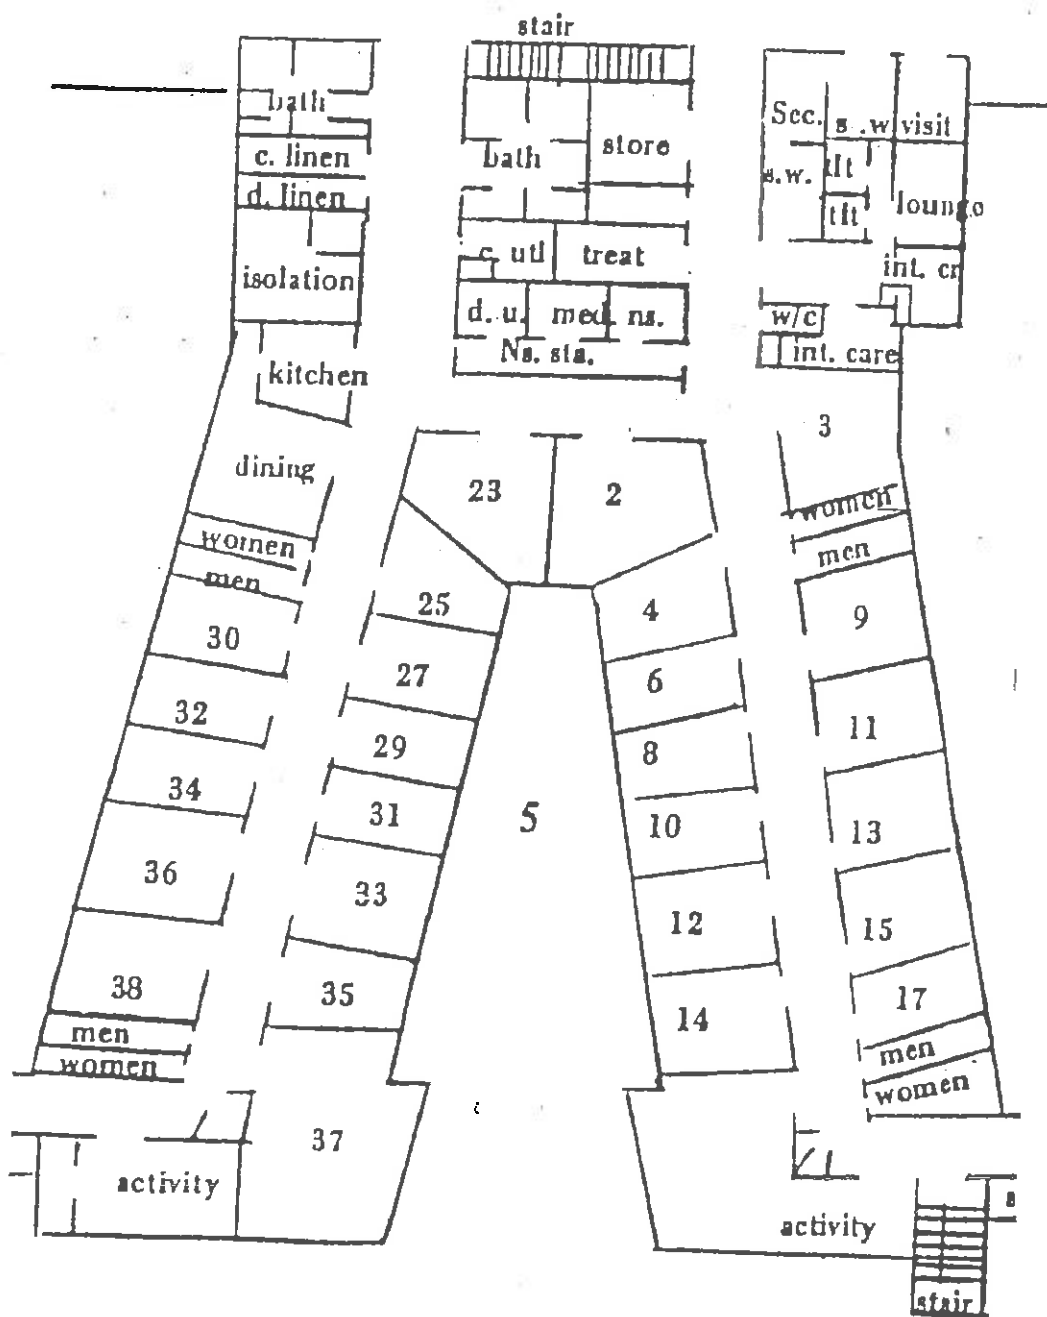 stair
bath
c. linen
d. linen
isolation
kitchen
dining
women
men
30
32
34
36
38
men
women
activity
bath
store
c. utl
treat
d. u.
med.
ns.
Ns. sta.
23
2
25
27
29
31
33
35
37
5
4
6
8
10
12
14
Sec.
s.w.
visit
s.w.
tlt
tlt
lounge
int. cr
w/c
int. care
3
women
men
9
11
13
15
17
men
women
activity
stair